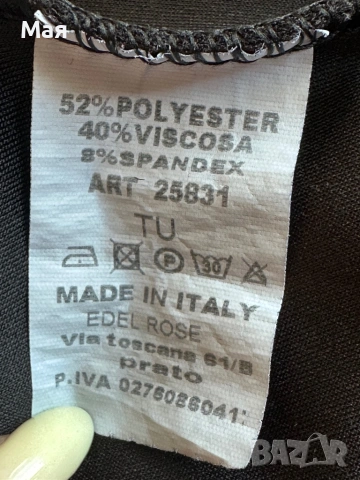 Мая
52%POLYESTER
40%VISCOSA
8%SPANDEX
ART 25831
TU
P 30
MADE IN ITALY
EDEL ROSE
via toscana 61/B
prato
P.IVA 0276086041
BAZAR